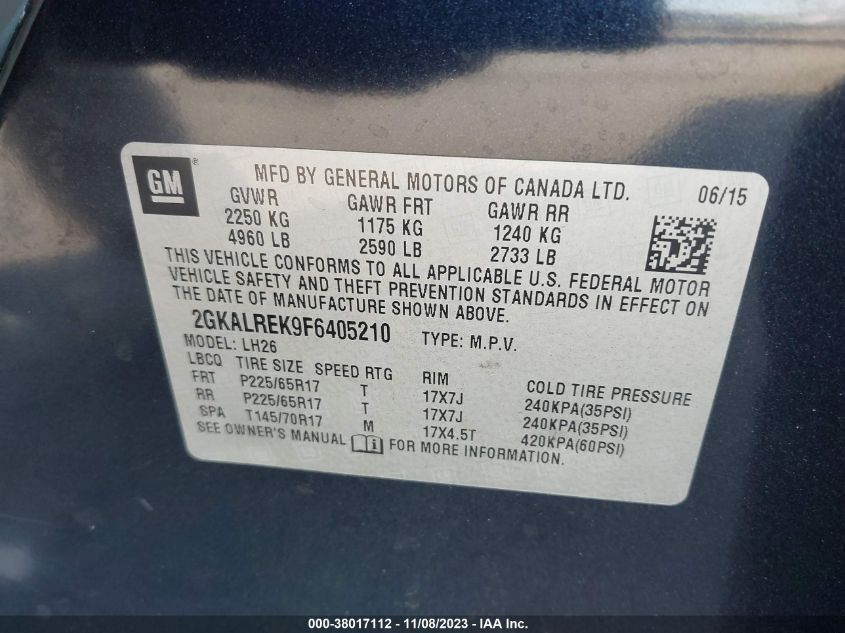 GM ®
MFD BY GENERAL MOTORS OF CANADA LTD. 06/15
GVWR GAWR FRT GAWR RR
2250 KG 1175 KG 1240 KG
4960 LB 2590 LB 2733 LB
THIS VEHICLE CONFORMS TO ALL APPLICABLE U.S. FEDERAL MOTOR
VEHICLE SAFETY AND THEFT PREVENTION STANDARDS IN EFFECT ON
THE DATE OF MANUFACTURE SHOWN ABOVE.
2GKALREK9F6405210 TYPE: M.P.V.
MODEL: LH26
LBCQ TIRE SIZE SPEED RTG RIM COLD TIRE PRESSURE
FRT P225/65R17 T 17X7J 240KPA(35PSI)
RR P225/65R17 T 17X7J 240KPA(35PSI)
SPA T145/70R17 M 17X4.5T 420KPA(60PSI)
SEE OWNER'S MANUAL FOR MORE INFORMATION.
000-38017112 - 11/08/2023 - IAA Inc.